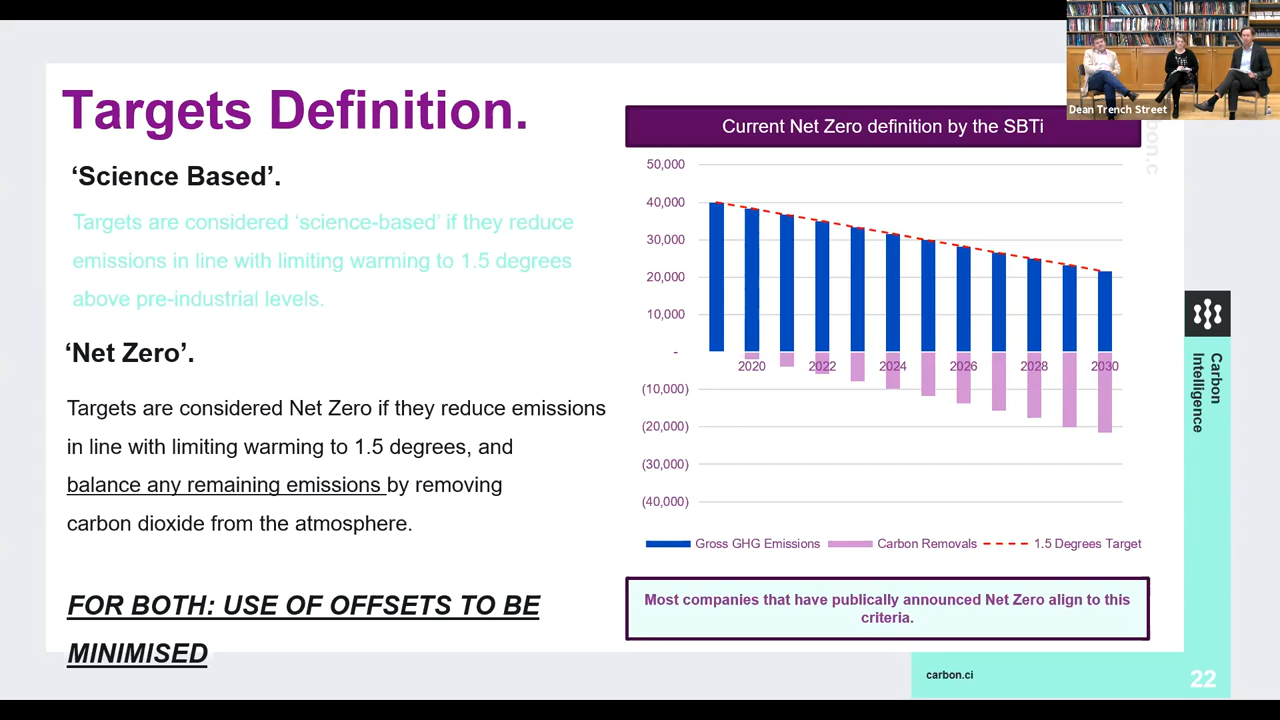 Targets Definition.
‘Science Based’.
Targets are considered ‘science-based’ if they reduce
emissions in line with limiting warming to 1.5 degrees
above pre-industrial levels.
‘Net Zero’.
Targets are considered Net Zero if they reduce emissions
in line with limiting warming to 1.5 degrees, and
balance any remaining emissions by removing
carbon dioxide from the atmosphere.
FOR BOTH: USE OF OFFSETS TO BE
MINIMISED
Current Net Zero definition by the SBTi
50,000
40,000
30,000
20,000
10,000
-
(10,000)
(20,000)
(30,000)
(40,000)
2020 2022 2024 2026 2028 2030
Gross GHG Emissions Carbon Removals 1.5 Degrees Target
Most companies that have publically announced Net Zero align to this
criteria.
Dean Trench Street
bon.c
Carbon
Intelligence
carbon.ci
22